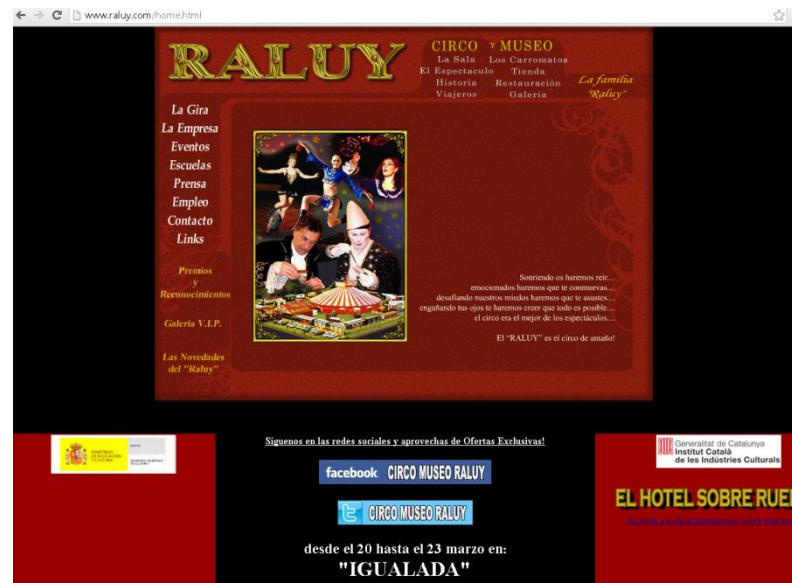 www.raluy.com/home.html
RALUY
CIRCO Y MUSEO
La Sala Los Carromatos
El Espectaculo Tienda
Historia Restauración
Viajeros Galeria
La familia
"Raluy"
La Gira
La Empresa
Eventos
Escuelas
Prensa
Empleo
Contacto
Links
Premios
y
Reconocimientos
Galeria V.I.P.
Las Novedades
del "Raluy"
Sonriendo os haremos reir....
emocionados haremos que te conmuevas....
desafiando nuestros miedos haremos que te asustes....
engañando tus ojos te haremos creer que todo es posible....
el circo era el mejor de los espectáculos....
El "RALUY" es el circo de antaño!
Siguenos en las redes sociales y aprovechas de Ofertas Exclusivas!
facebook CIRCO MUSEO RALUY
CIRCO MUSEO RALUY
desde el 20 hasta el 23 marzo en:
"IGUALADA"
Generalitat de Catalunya
Institut Català
de les Indústries Culturals
EL HOTEL SOBRE RUE